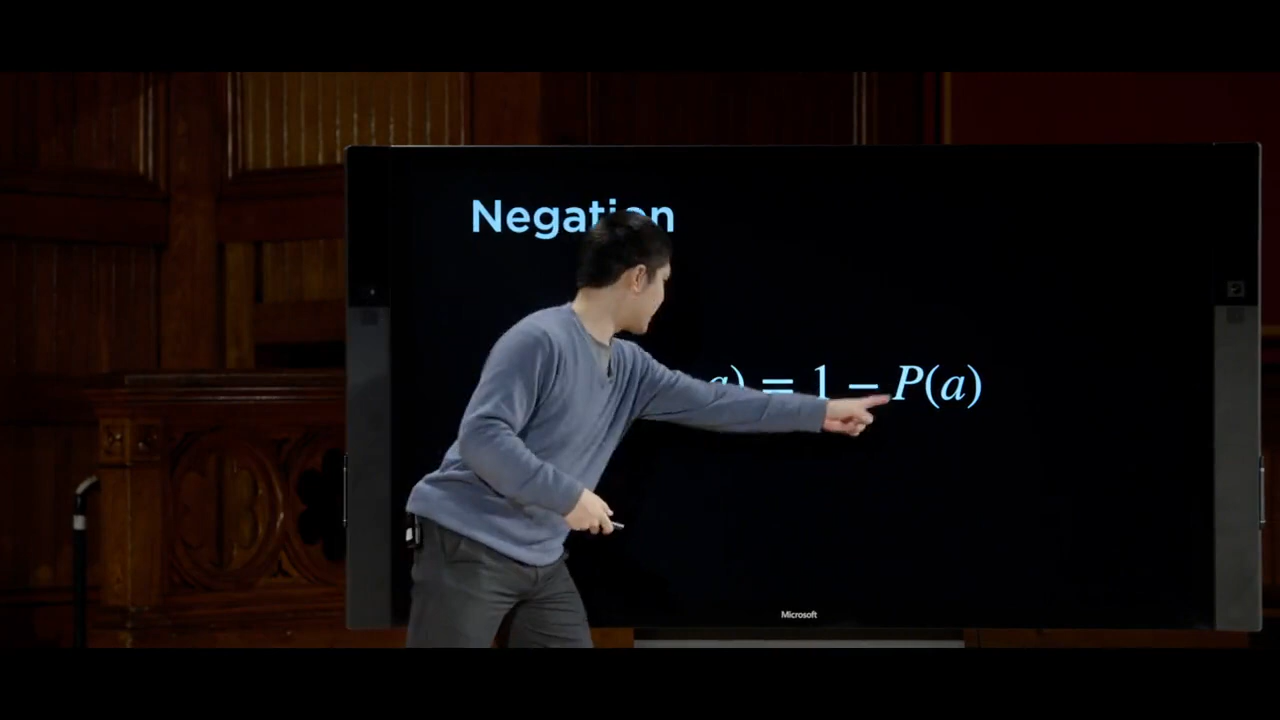 Negation
a) = 1 − P(a)
Microsoft